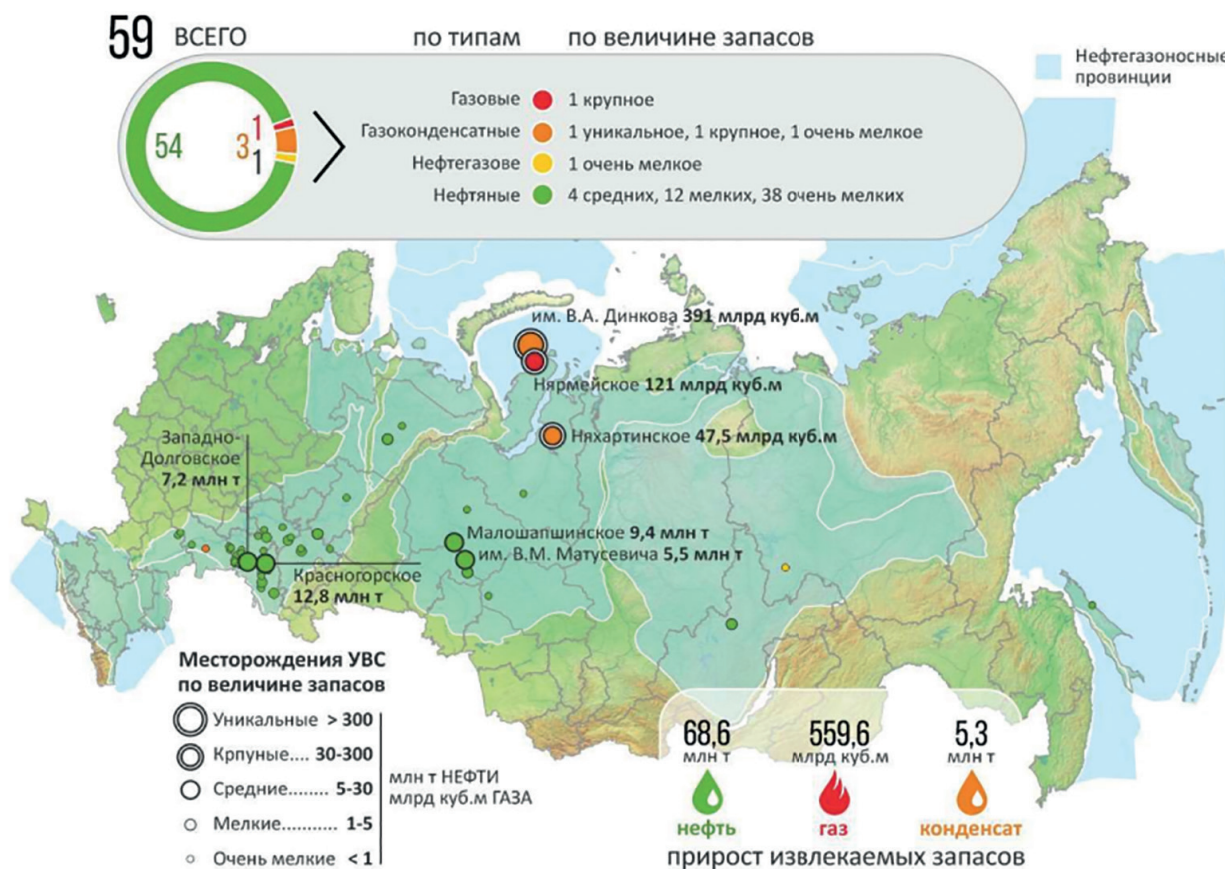 59 ВСЕГО по типам по величине запасов
Нефтегазоносные
провинции
54
1
3
1
Газовые 1 крупное
Газоконденсатные 1 уникальное, 1 крупное, 1 очень мелкое
Нефтегазове 1 очень мелкое
Нефтяные 4 средних, 12 мелких, 38 очень мелких
им. В.А. Динкова 391 млрд куб.м
Нярмейское 121 млрд куб.м
Няхартинское 47,5 млрд куб.м
Западно-
Долговское
7,2 млн т
Малошапшинское 9,4 млн т
им. В.М. Матусевича 5,5 млн т
Красногорское
12,8 млн т
Месторождения УВС
по величине запасов
Уникальные > 300
Крпуные.... 30-300
Средние........ 5-30
Мелкие........... 1-5
Очень мелкие < 1
млн т НЕФТИ
млрд куб.м ГАЗА
68,6
млн т
нефть
559,6
млрд куб.м
газ
5,3
млн т
конденсат
прирост извлекаемых запасов